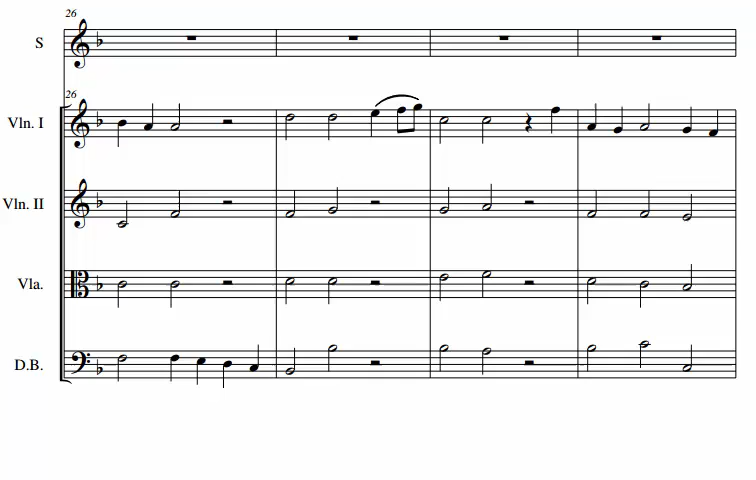 26
S
26
Vln. I
Vln. II
Vla.
D.B.